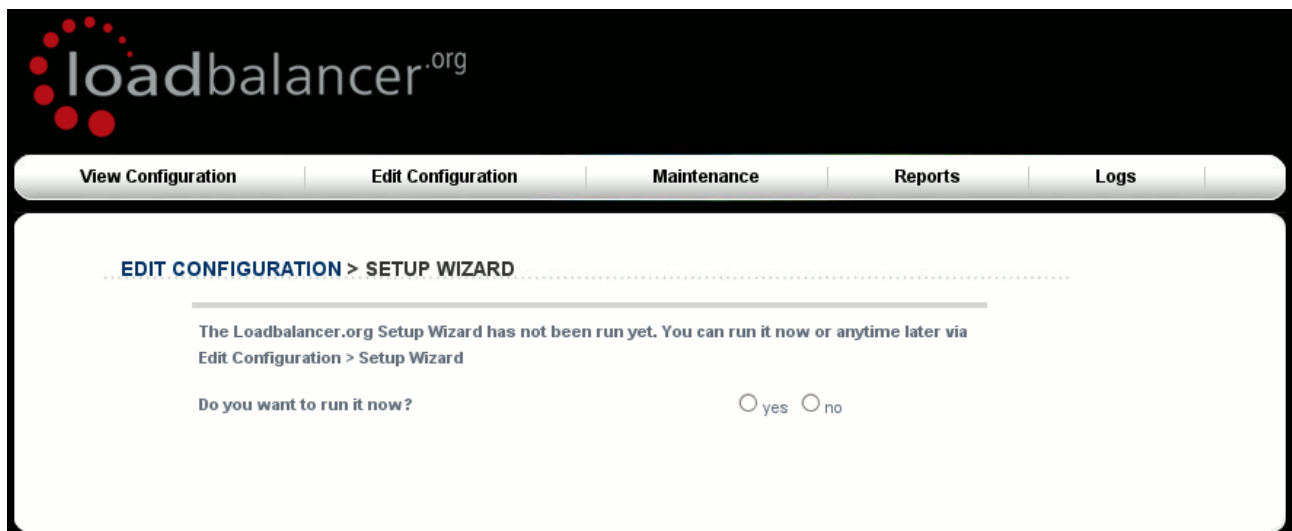 loadbalancer.org
View Configuration Edit Configuration Maintenance Reports Logs
EDIT CONFIGURATION > SETUP WIZARD
The Loadbalancer.org Setup Wizard has not been run yet. You can run it now or anytime later via
Edit Configuration > Setup Wizard
Do you want to run it now? yes no